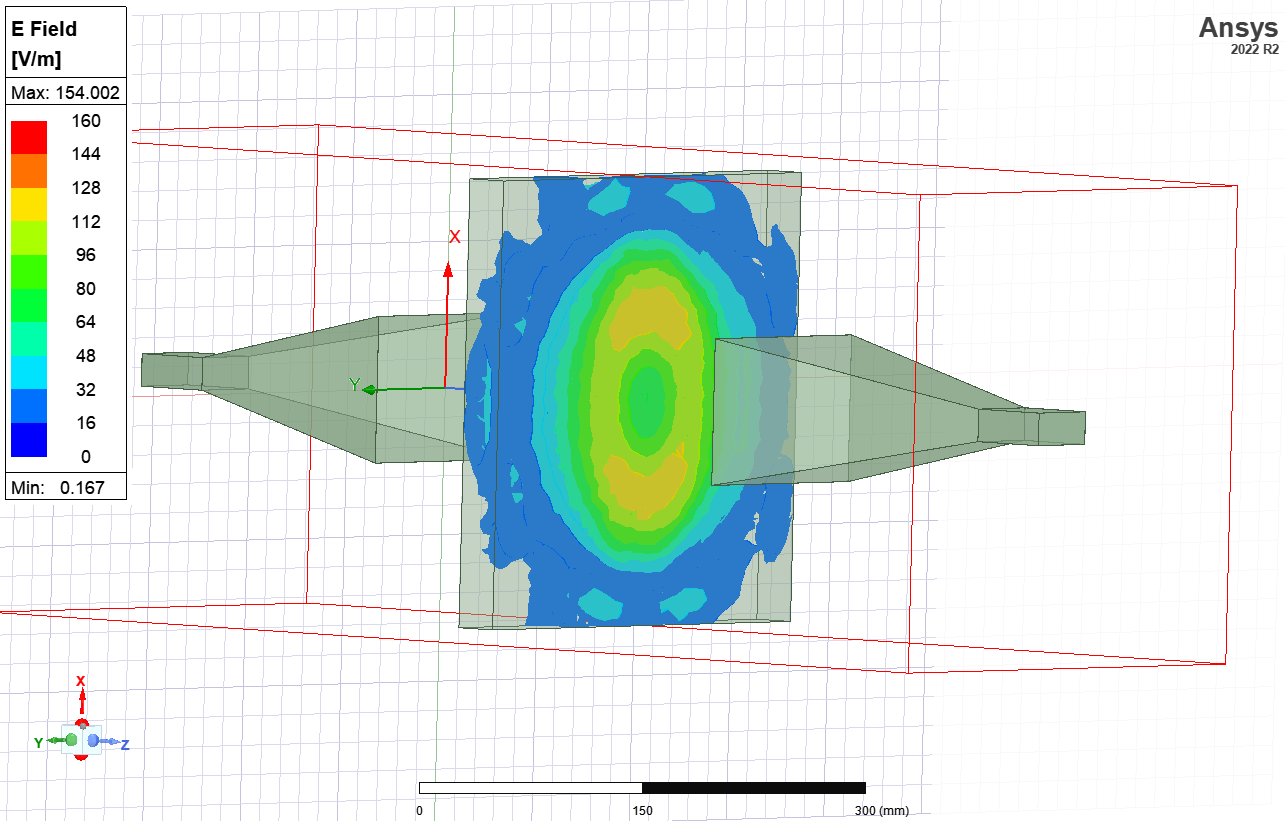 E Field
[V/m]
Max: 154.002
160
144
128
112
96
80
64
48
32
16
0
Min: 0.167
Ansys
2022 R2
X
Y
X
Y
Z
0
150
300 (mm)